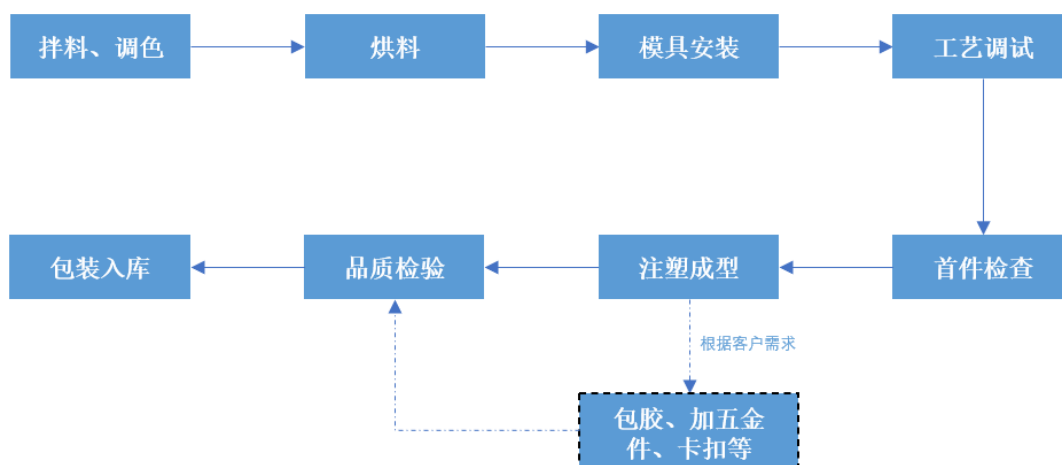 拌料、调色
烘料
模具安装
工艺调试
包装入库
品质检验
注塑成型
首件检查
根据客户需求
包胶、加五金
件、卡扣等